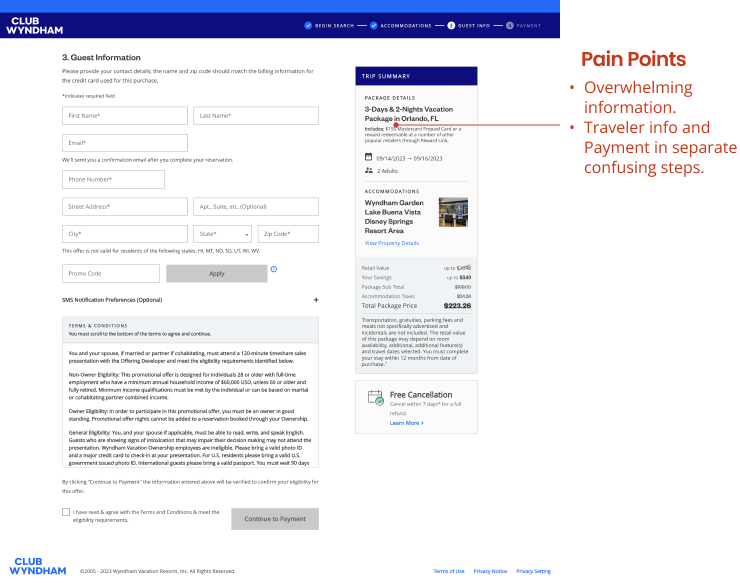 CLUB
WYNDHAM
BEGIN SEARCH
ACCOMMODATIONS
3 GUEST INFO
4 PAYMENT
3. Guest Information
Please provide your contact details; the name and zip code should match the billing information for
the credit card used for this purchase.
*Indicates required field
First Name*
Last Name*
Email*
We'll send you a confirmation email after you complete your reservation.
Phone Number*
Street Address*
Apt., Suite, etc. (Optional)
City*
State*
Zip Code*
This offer is not valid for residents of the following states: HI, MT, ND, SD, UT, WI, WV.
Promo Code
Apply
SMS Notification Preferences (Optional)
+
TERMS & CONDITIONS
You must scroll to the bottom of the terms to agree and continue.
You and your spouse, if married or partner if cohabitating, must attend a 120-minute timeshare sales
presentation with the Offering Developer and meet the eligibility requirements identified below.
Non-Owner Eligibility: This promotional offer is designed for individuals 28 or older with full-time
employment who have a minimum annual household income of $60,000 USD, unless 60 or older and
fully retired. Minimum income qualifications must be met by the individual or can be based on marital
or cohabitating partner combined income.
Owner Eligibility: In order to participate in this promotional offer, you must be an owner in good
standing. Promotional offer nights cannot be added to a reservation booked through your Ownership.
General Eligibility: You, and your spouse if applicable, must be able to read, write, and speak English.
Guests who are showing signs of intoxication that may impair their decision making may not attend the
presentation. Wyndham Vacation Ownership employees are ineligible. Please bring a valid photo ID
and a major credit card to check-in at your presentation. For U.S. residents please bring a valid U.S.
government issued photo ID. International guests please bring a valid passport. You must wait 90 days
By clicking "Continue to Payment" the information entered above will be verified to confirm your eligibility for
this offer.
I have read & agree with the Terms and Conditions & meet the
eligibility requirements.
Continue to Payment
TRIP SUMMARY
PACKAGE DETAILS
3-Days & 2-Nights Vacation
Package in Orlando, FL
Includes: $150 Mastercard Prepaid Card or a
reward redeemable at a number of other
popular retailers through Reward Link.
09/14/2023 → 09/16/2023
2 Adults
ACCOMMODATIONS
Wyndham Garden
Lake Buena Vista
Disney Springs
Resort Area
View Property Details
Retail Value up to
Your Savings up to $849
Package Sub Total $199.00
Accommodation Taxes $24.26
Total Package Price $223.26
Transportation, gratuities, parking fees and
meals not specifically advertised and
incidentals are not included. The retail value
of this package may depend on room
availability, additional, additional feature(s)
and travel dates selected. You must complete
your stay within 12 months from date of
purchase.*
Free Cancellation
Cancel within 7 days* for a full
refund.
Learn More >
Pain Points
• Overwhelming
information.
• Traveler info and
Payment in separate
confusing steps.
CLUB
WYNDHAM
©2005 - 2023 Wyndham Vacation Resorts, Inc. All Rights Reserved.
Terms of Use
Privacy Notice
Privacy Setting